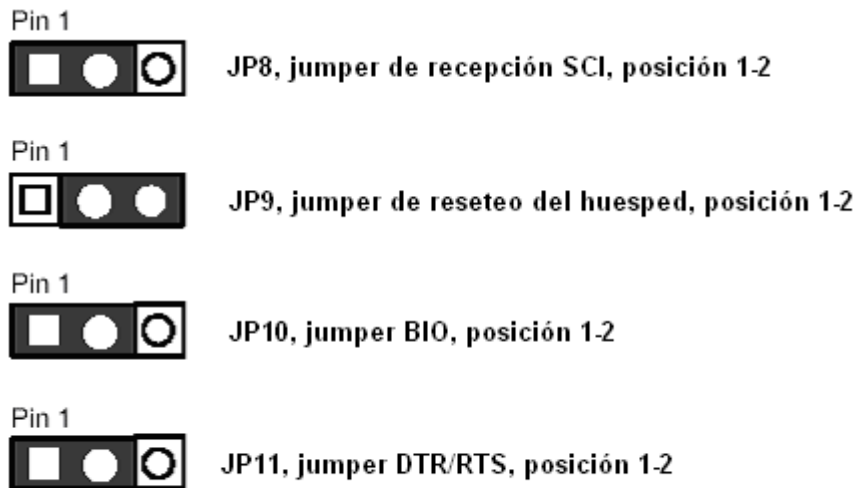 Pin 1
JP8, jumper de recepción SCI, posición 1-2
Pin 1
JP9, jumper de reseteo del huesped, posición 1-2
Pin 1
JP10, jumper BIO, posición 1-2
Pin 1
JP11, jumper DTR/RTS, posición 1-2